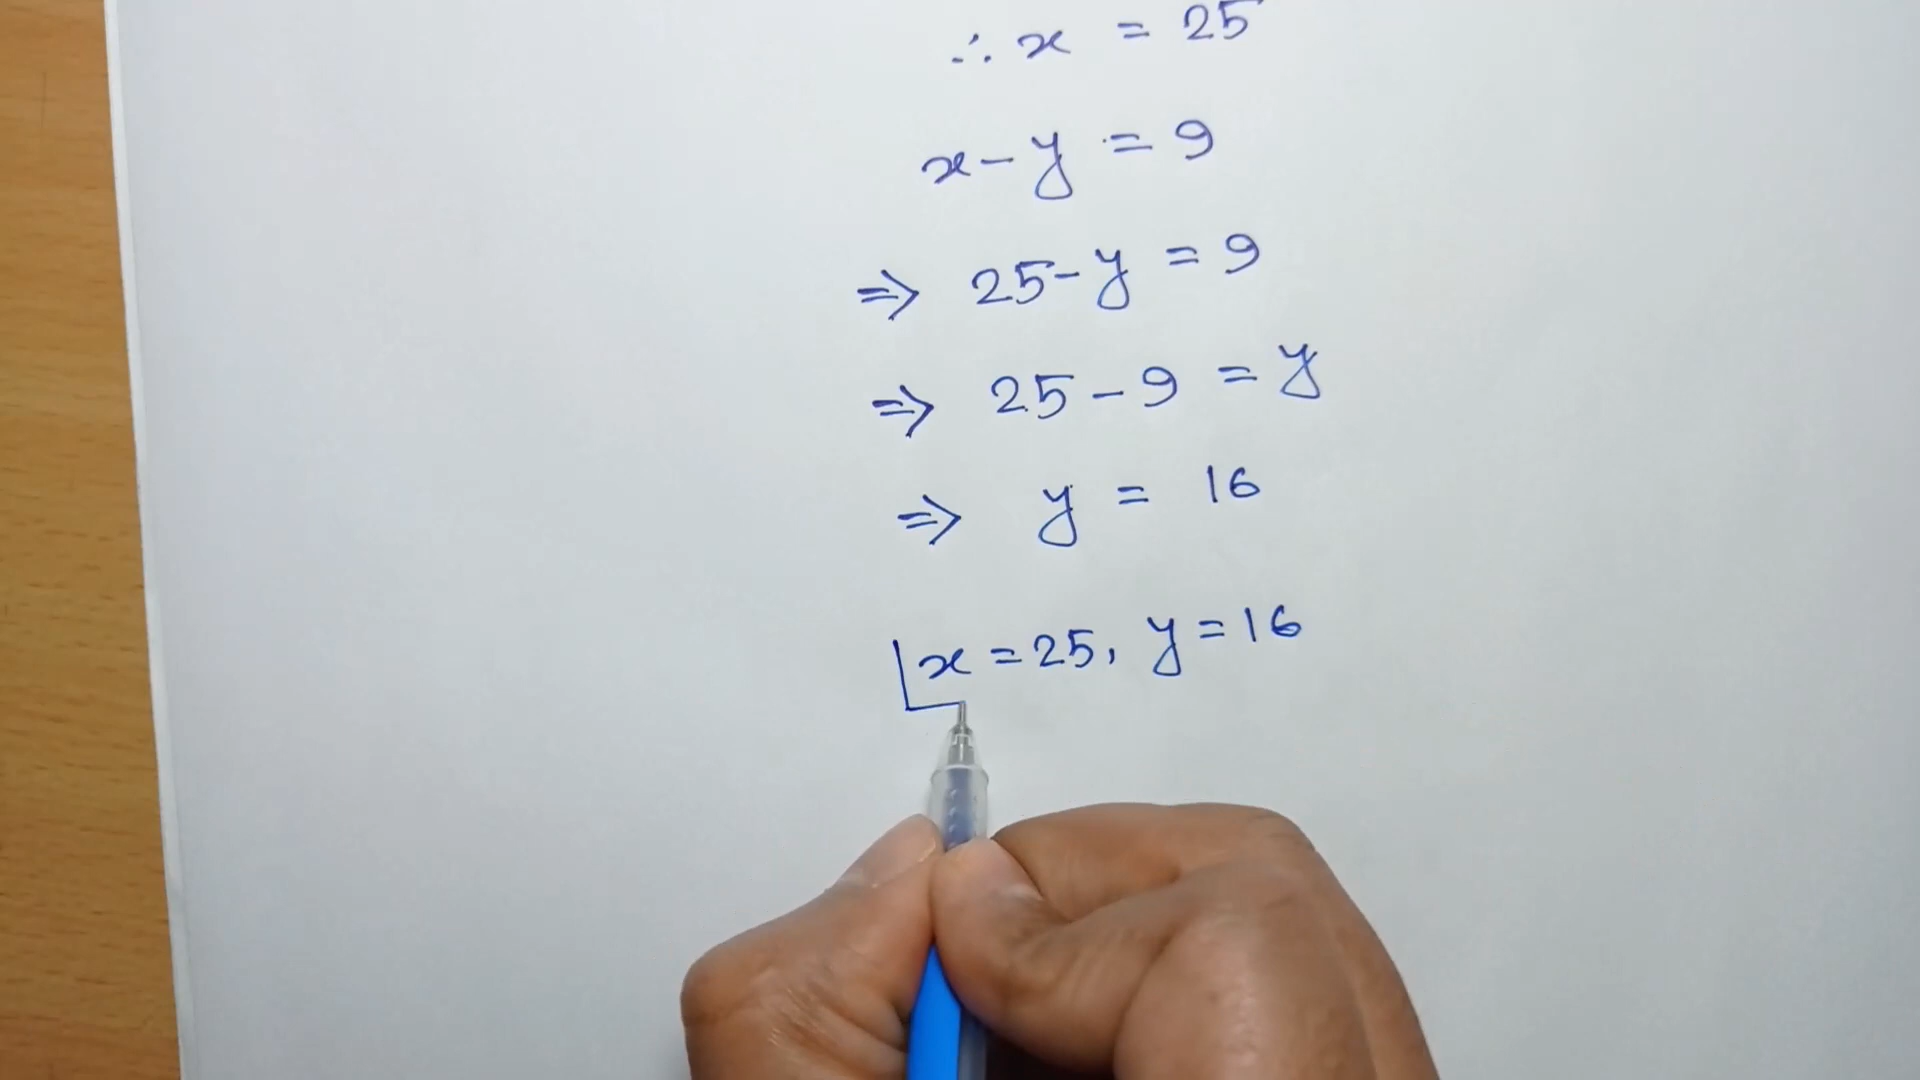 ∴ x = 25
x - y = 9
⇒ 25 - y = 9
⇒ 25 - 9 = y
⇒ y = 16
x = 25, y = 16